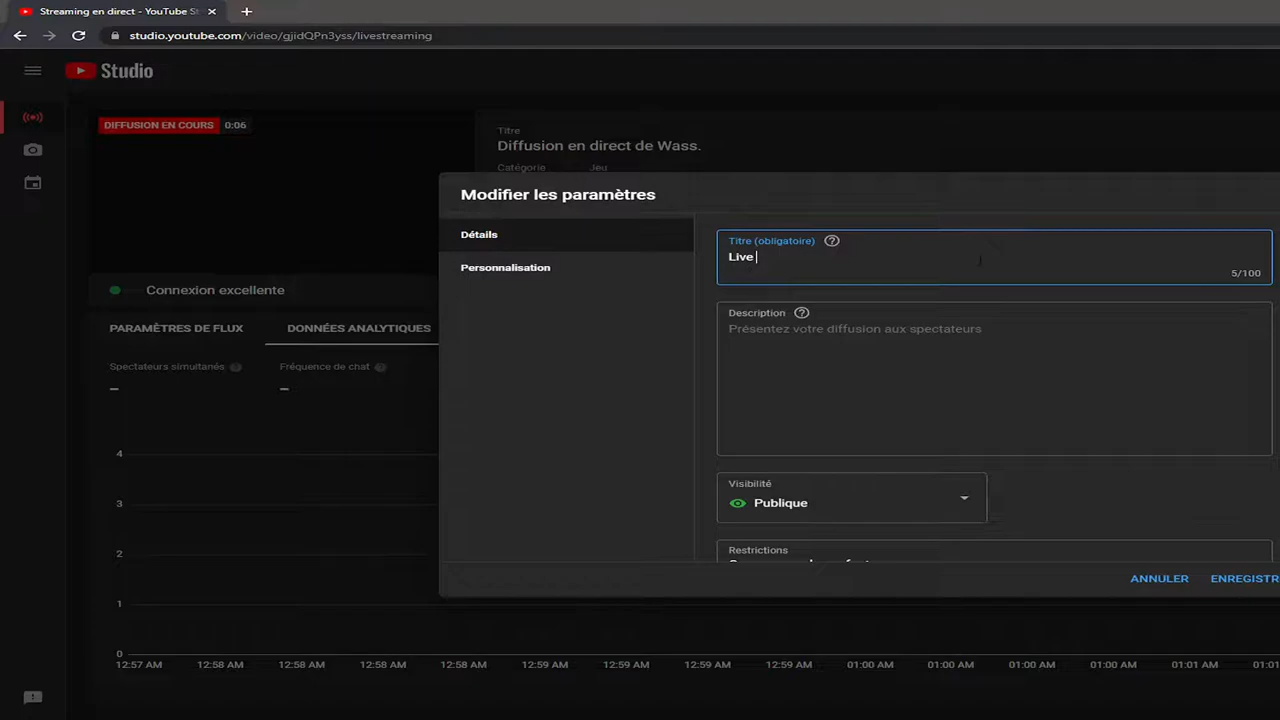 Streaming en direct - YouTube S
studio.youtube.com/video/gjidQPn3yss/livestreaming
Studio
DIFFUSION EN COURS 0:06
Titre
Diffusion en direct de Wass.
Catégorie Jeu
Modifier les paramètres
Détails
Personnalisation
Titre (obligatoire)
Live
5/100
Description
Présentez votre diffusion aux spectateurs
Visibilité
Publique
Restrictions
ANNULER ENREGISTR
Connexion excellente
PARAMÈTRES DE FLUX DONNÉES ANALYTIQUES
Spectateurs simultanés Fréquence de chat
– –
4
3
2
1
0
12:57 AM 12:58 AM 12:58 AM 12:58 AM 12:58 AM 12:59 AM 12:59 AM 12:59 AM 12:59 AM 01:00 AM 01:00 AM 01:00 AM 01:00 AM 01:01 AM 01:01